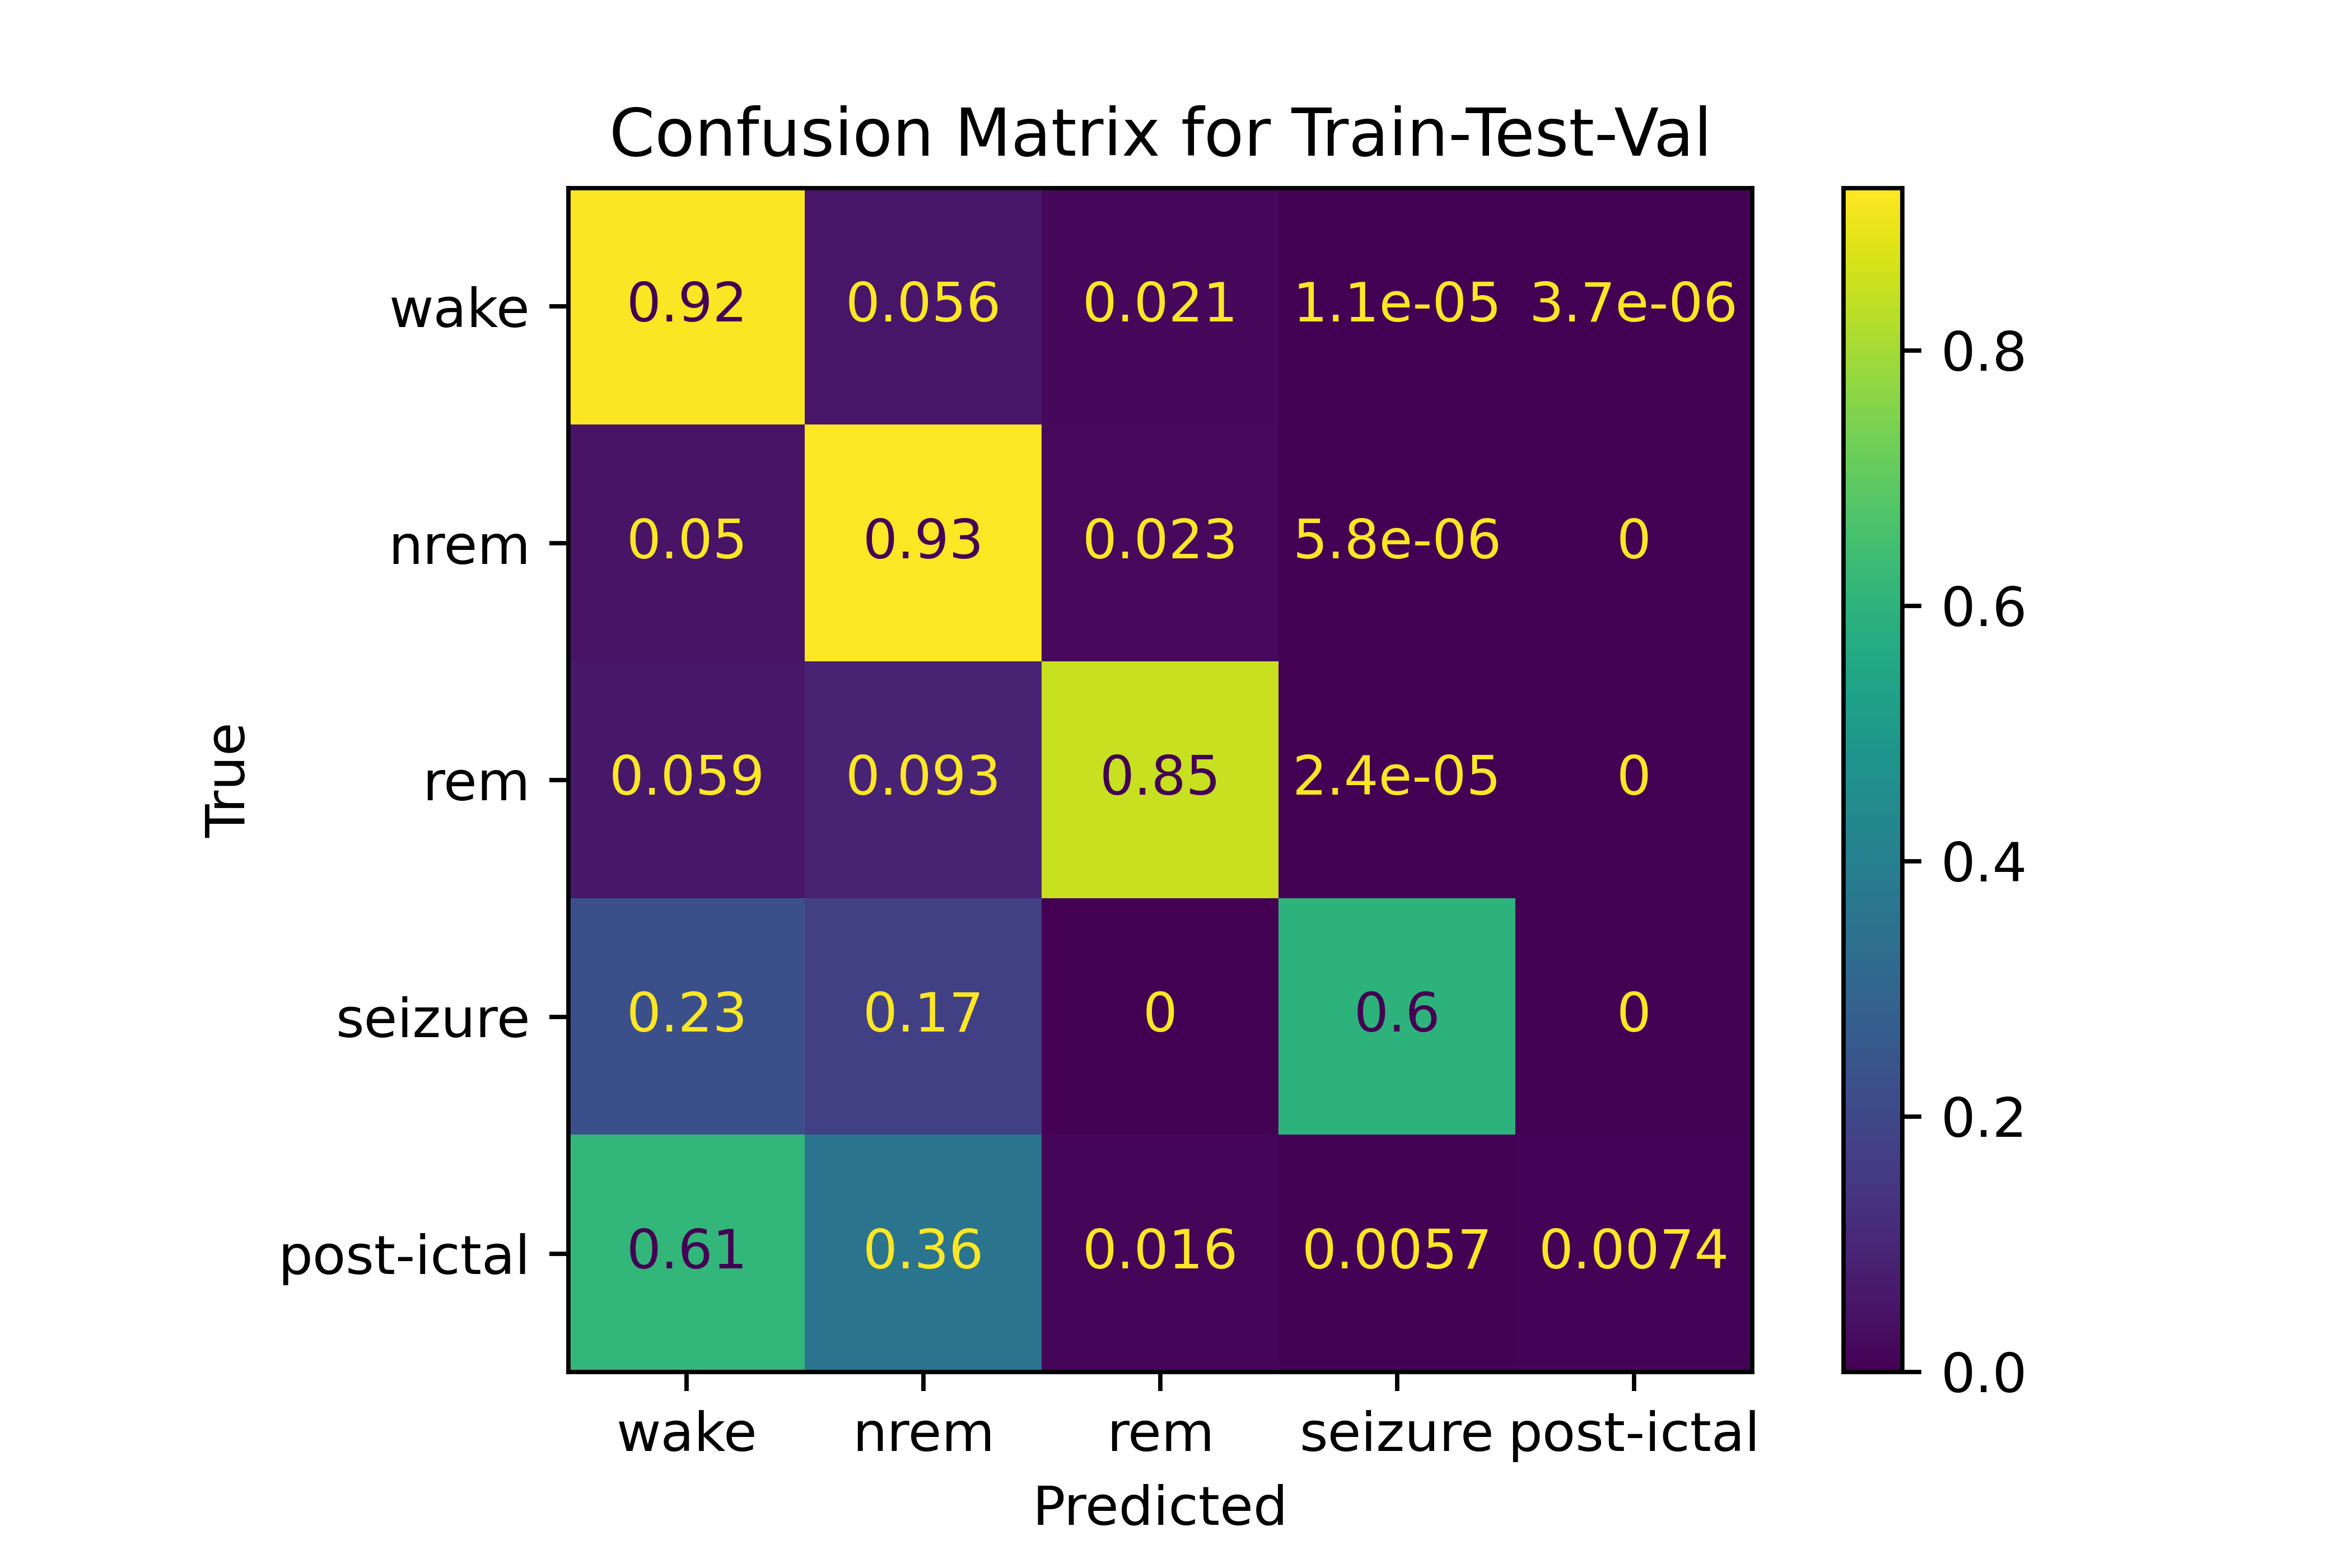 Confusion Matrix for Train-Test-Val
wake 0.92 0.056 0.021 1.1e-05 3.7e-06
nrem 0.05 0.93 0.023 5.8e-06 0
rem 0.059 0.093 0.85 2.4e-05 0
seizure 0.23 0.17 0 0.6 0
post-ictal 0.61 0.36 0.016 0.0057 0.0074
True
wake nrem rem seizure post-ictal
Predicted
0.8
0.6
0.4
0.2
0.0